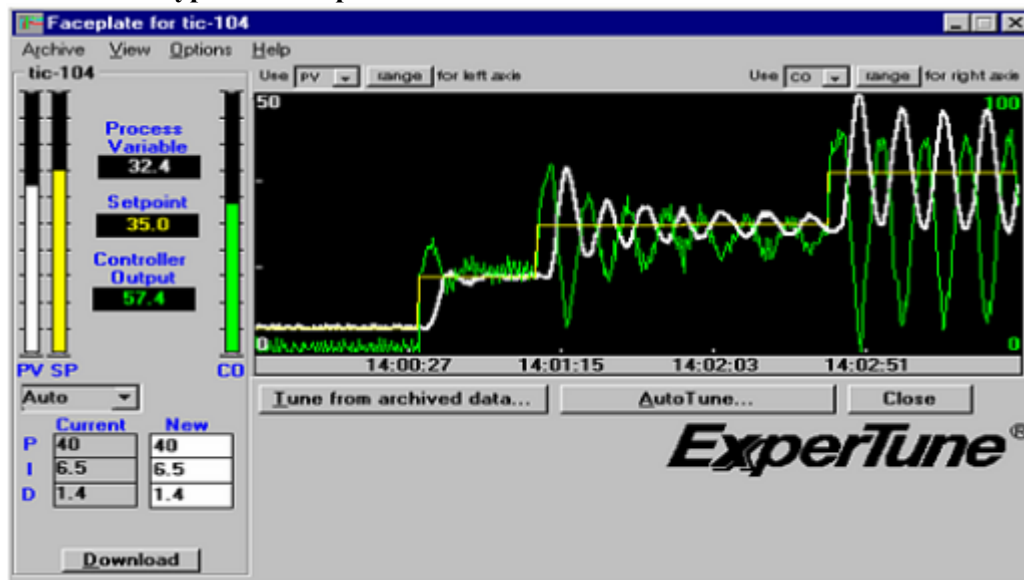 Faceplate for tic-104
Archive View Options Help
tic-104
Use PV range for left axis
Use CO range for right axis
50
100
Process
Variable
32.4
Setpoint
35.0
Controller
Output
57.4
0
0
PV SP
CO
14:00:27 14:01:15 14:02:03 14:02:51
Auto
Tune from archived data...
AutoTune...
Close
Current New
P 40 40
I 6.5 6.5
D 1.4 1.4
ExperTune®
Download